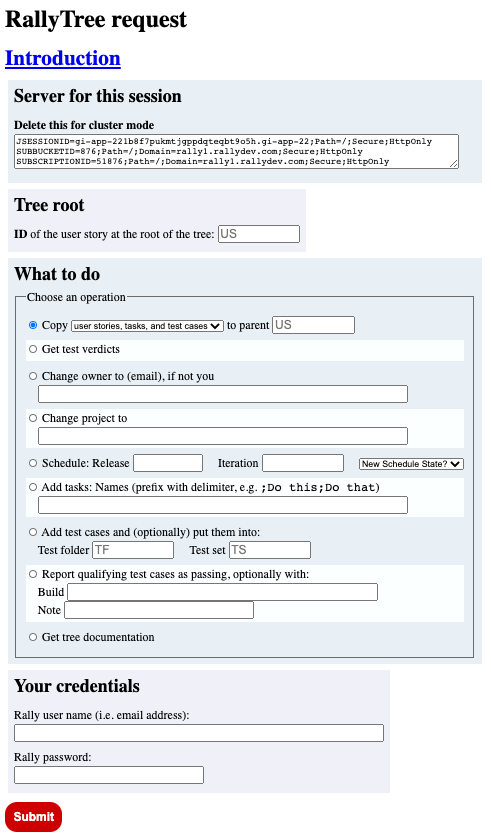 RallyTree request
Introduction
Server for this session
Delete this for cluster mode
JSESSIONID=gi-app-221b8f7pukmtjgppdqteqbt9o5h.gi-app-22;Path=/;Secure;HttpOnly
SUBBUCKETID=876;Path=/;Domain=rally1.rallydev.com;Secure;HttpOnly
SUBSCRIPTIONID=51876;Path=/;Domain=rally1.rallydev.com;Secure;HttpOnly
Tree root
ID of the user story at the root of the tree: US
What to do
Choose an operation
Copy user stories, tasks, and test cases to parent US
Get test verdicts
Change owner to (email), if not you
Change project to
Schedule: Release Iteration New Schedule State?
Add tasks: Names (prefix with delimiter, e.g. ;Do this;Do that)
Add test cases and (optionally) put them into:
Test folder TF Test set TS
Report qualifying test cases as passing, optionally with:
Build
Note
Get tree documentation
Your credentials
Rally user name (i.e. email address):
Rally password:
Submit